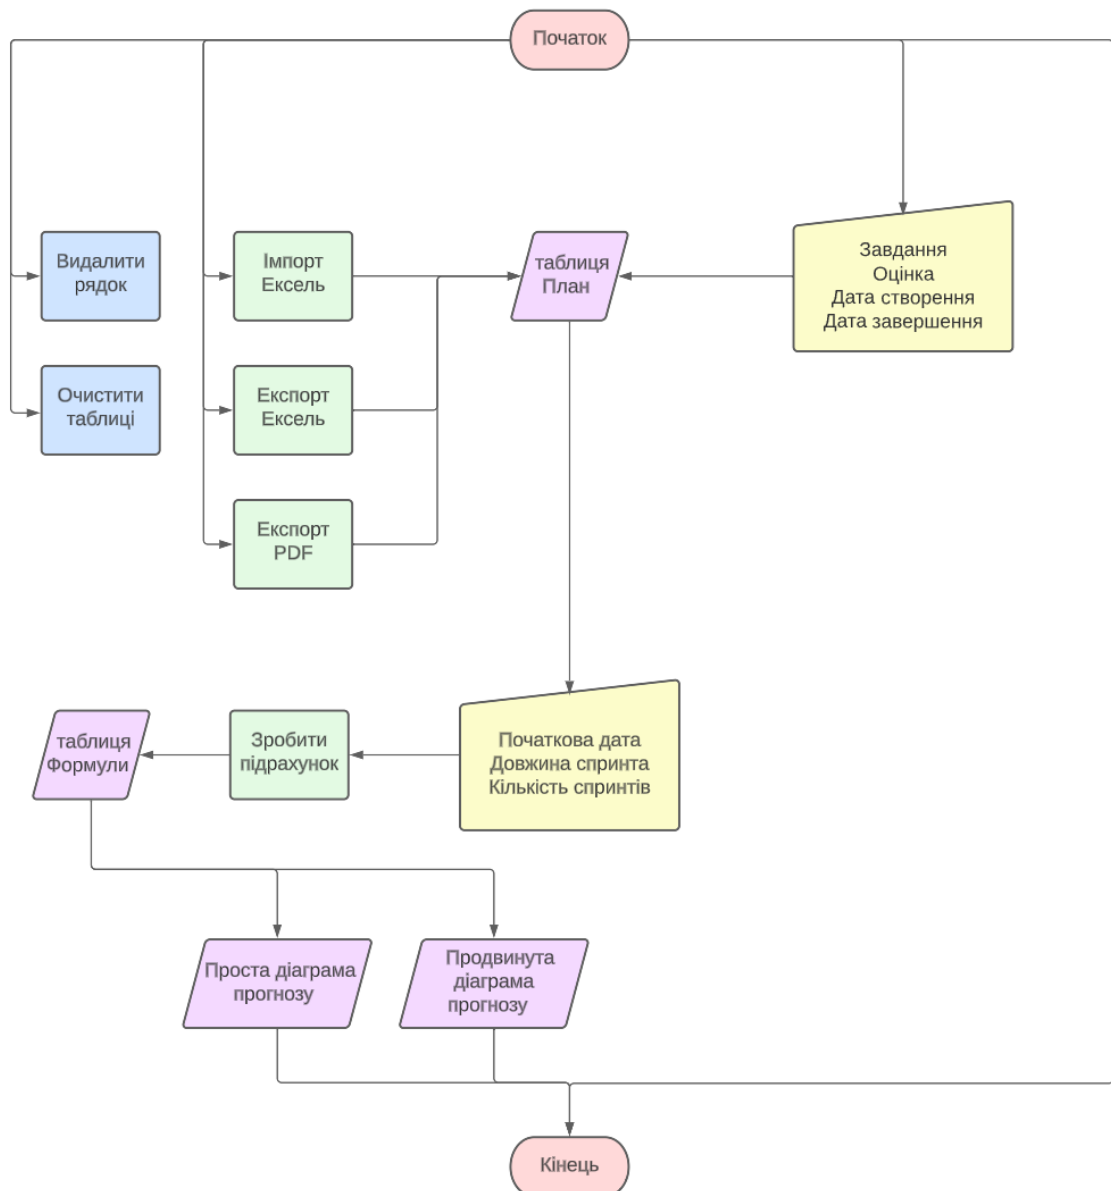 Початок
Видалити
рядок
Імпорт
Ексель
таблиця
План
Завдання
Оцінка
Дата створення
Дата завершення
Очистити
таблиці
Експорт
Ексель
Експорт
PDF
таблиця
Формули
Зробити
підрахунок
Початкова дата
Довжина спринта
Кількість спринтів
Проста діаграма
прогнозу
Продвинута
діаграма
прогнозу
Кінець